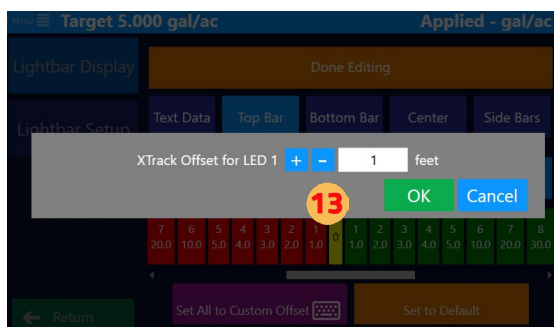 Menu Target 5.000 gal/ac Applied - gal/ac
Lightbar Display Done Editing
Lightbar Setup Text Data Top Bar Bottom Bar Center Side Bars
XTrack Offset for LED 1 + - 1 feet
13 OK Cancel
7 6 5 4 3 2 1 0 1 2 3 4 5 6 7 8
20.0 10.0 5.0 4.0 3.0 2.0 1.0 1.0 2.0 3.0 4.0 5.0 10.0 20.0 30.0
Return Set All to Custom Offset Set to Default